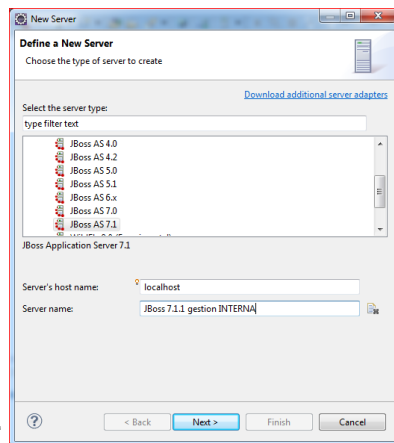 New Server
Define a New Server
Choose the type of server to create
Download additional server adapters
Select the server type:
type filter text
JBoss AS 4.0
JBoss AS 4.2
JBoss AS 5.0
JBoss AS 5.1
JBoss AS 6.x
JBoss AS 7.0
JBoss AS 7.1
JBoss Application Server 7.1
Server's host name: localhost
Server name: JBoss 7.1.1 gestion INTERNA
? < Back Next > Finish Cancel